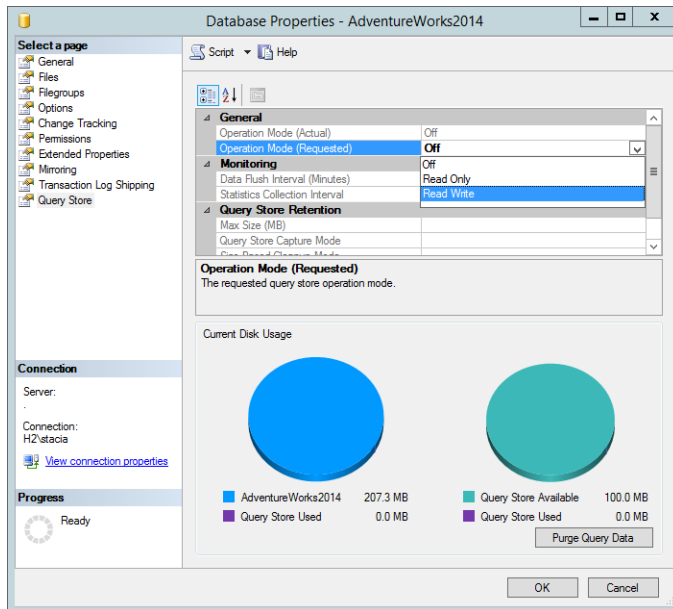 Database Properties - AdventureWorks2014
Select a page
General
Files
Filegroups
Options
Change Tracking
Permissions
Extended Properties
Mirroring
Transaction Log Shipping
Query Store
Script Help
General
Operation Mode (Actual) Off
Operation Mode (Requested) Off
Monitoring Off
Data Flush Interval (Minutes) Read Only
Statistics Collection Interval Read Write
Query Store Retention
Max Size (MB)
Query Store Capture Mode
Size Based Cleanup Mode
Operation Mode (Requested)
The requested query store operation mode.
Current Disk Usage
AdventureWorks2014 207.3 MB
Query Store Used 0.0 MB
Query Store Available 100.0 MB
Query Store Used 0.0 MB
Purge Query Data
Connection
Server:
.
Connection:
H2\stacia
View connection properties
Progress
Ready
OK Cancel